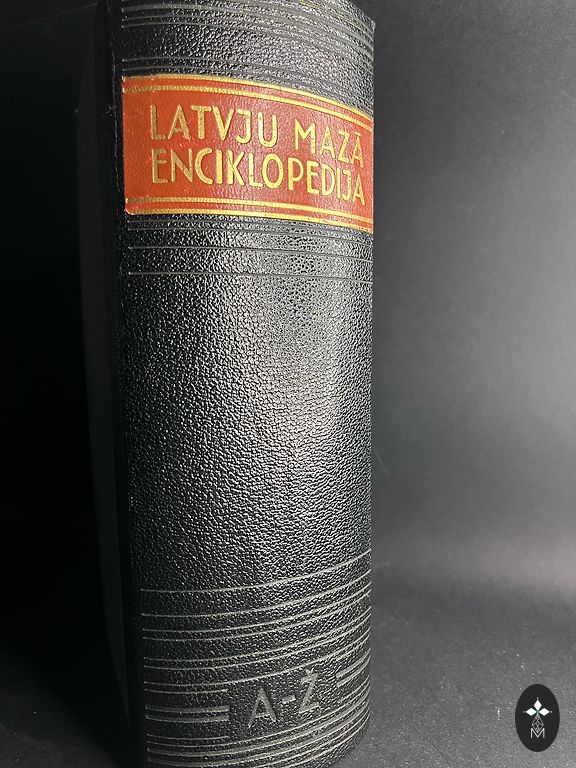 LATVJU MAZĀ
ENCIKLOPEDIJA
A-Ž
M